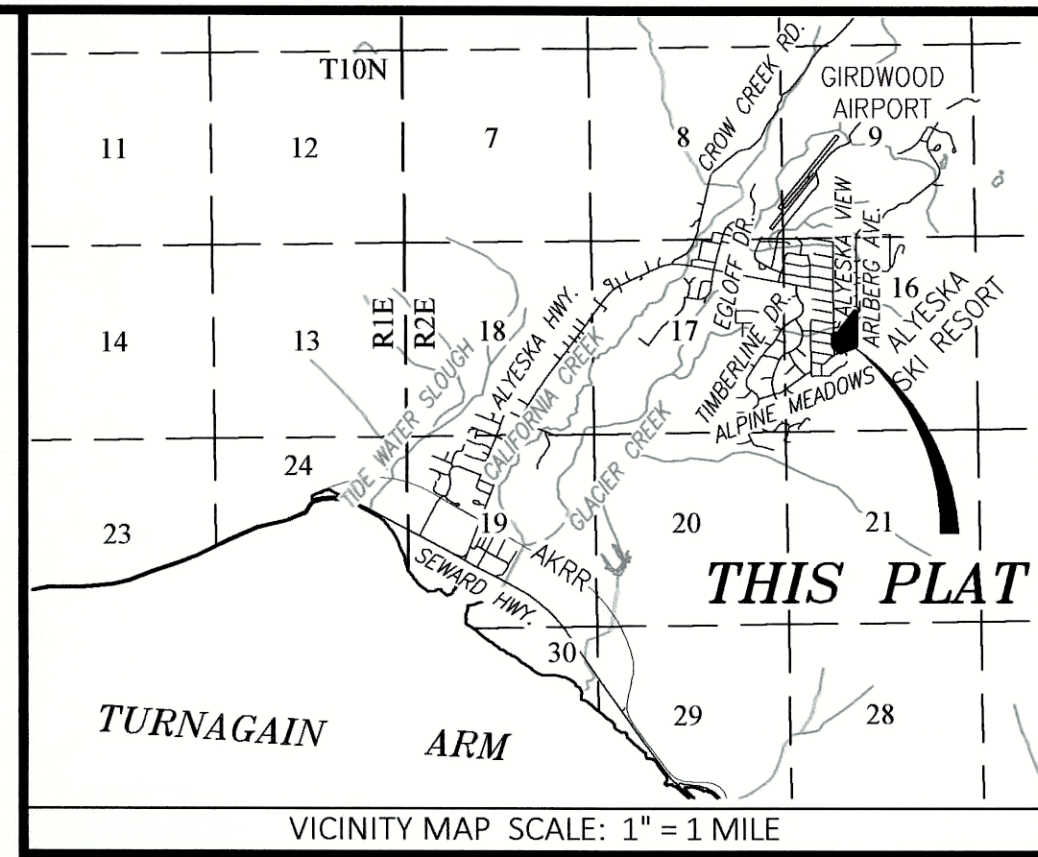 T10N
CROW CREEK RD.
GIRDWOOD
AIRPORT
11
12
7
8
9
R1E
R2E
14
13
18
17
16
TIDE WATER SLOUGH
ALYESKA HWY.
CALIFORNIA CREEK
GLACIER CREEK
EGLOFF DR.
TIMBERLINE DR.
ALPINE MEADOWS
ALYESKA VIEW
ARLBERG AVE.
ALYESKA
SKI RESORT
23
24
19
20
21
SEWARD HWY.
AKRR
THIS PLAT
30
29
28
TURNAGAIN ARM
VICINITY MAP SCALE: 1" = 1 MILE